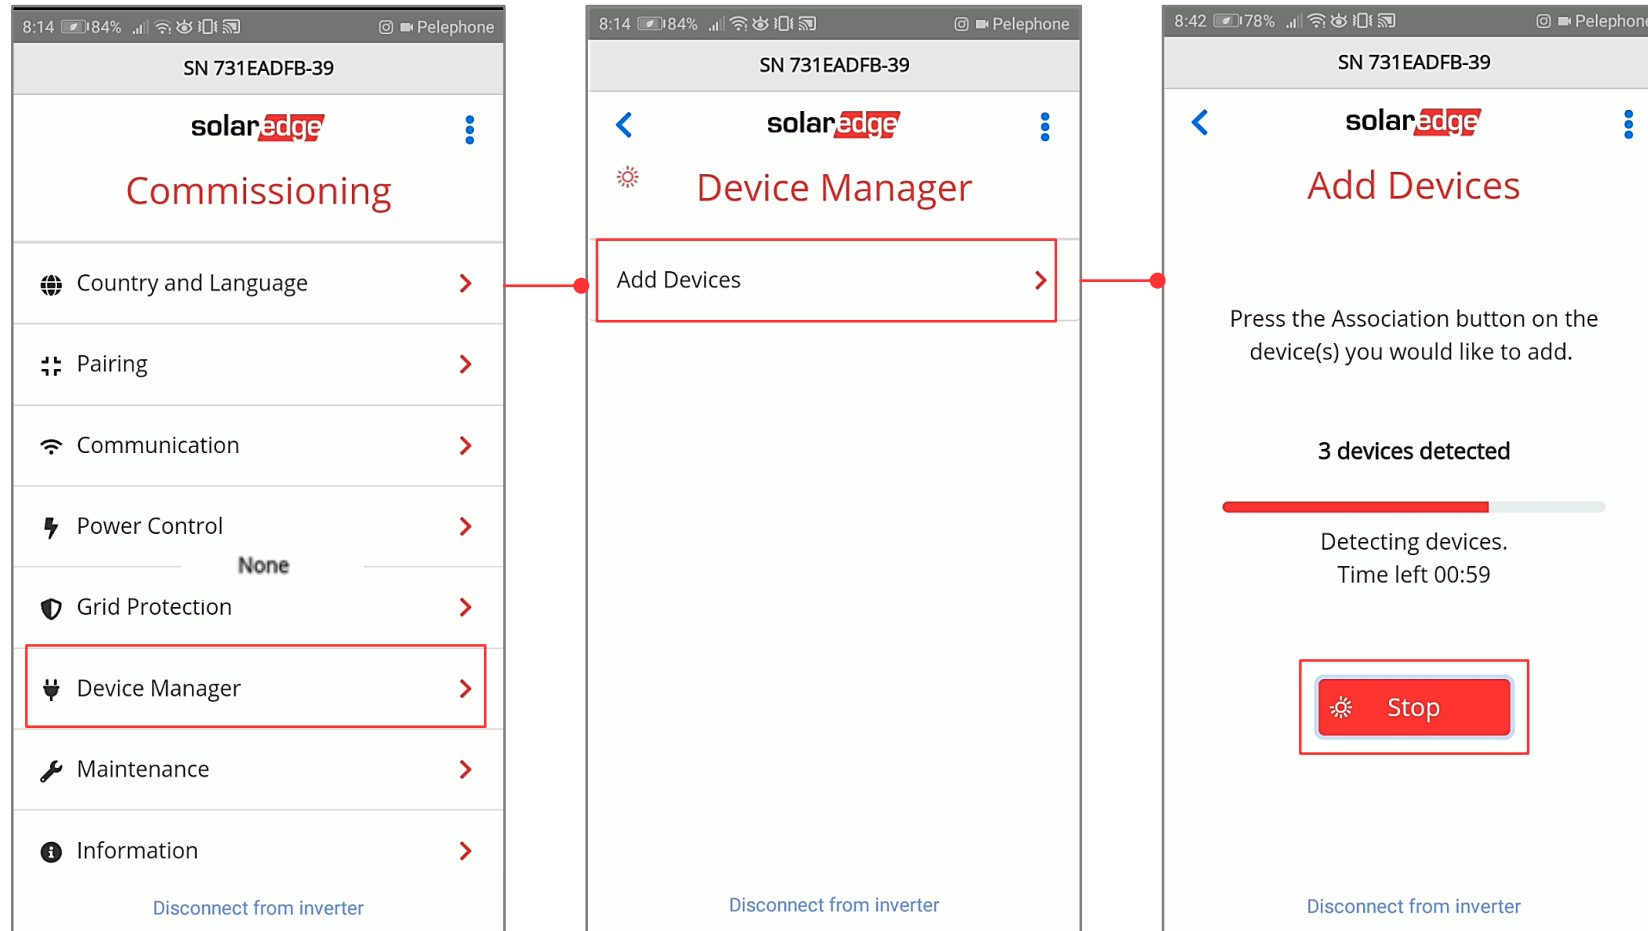 8:14 84% Pelephone
SN 731EADFB-39
solaredge
Commissioning
Country and Language
Pairing
Communication
Power Control
None
Grid Protection
Device Manager
Maintenance
Information
Disconnect from inverter
8:14 84% Pelephone
SN 731EADFB-39
solaredge
Device Manager
Add Devices
Disconnect from inverter
8:42 78% Pelephone
SN 731EADFB-39
solaredge
Add Devices
Press the Association button on the
device(s) you would like to add.
3 devices detected
Detecting devices.
Time left 00:59
Stop
Disconnect from inverter